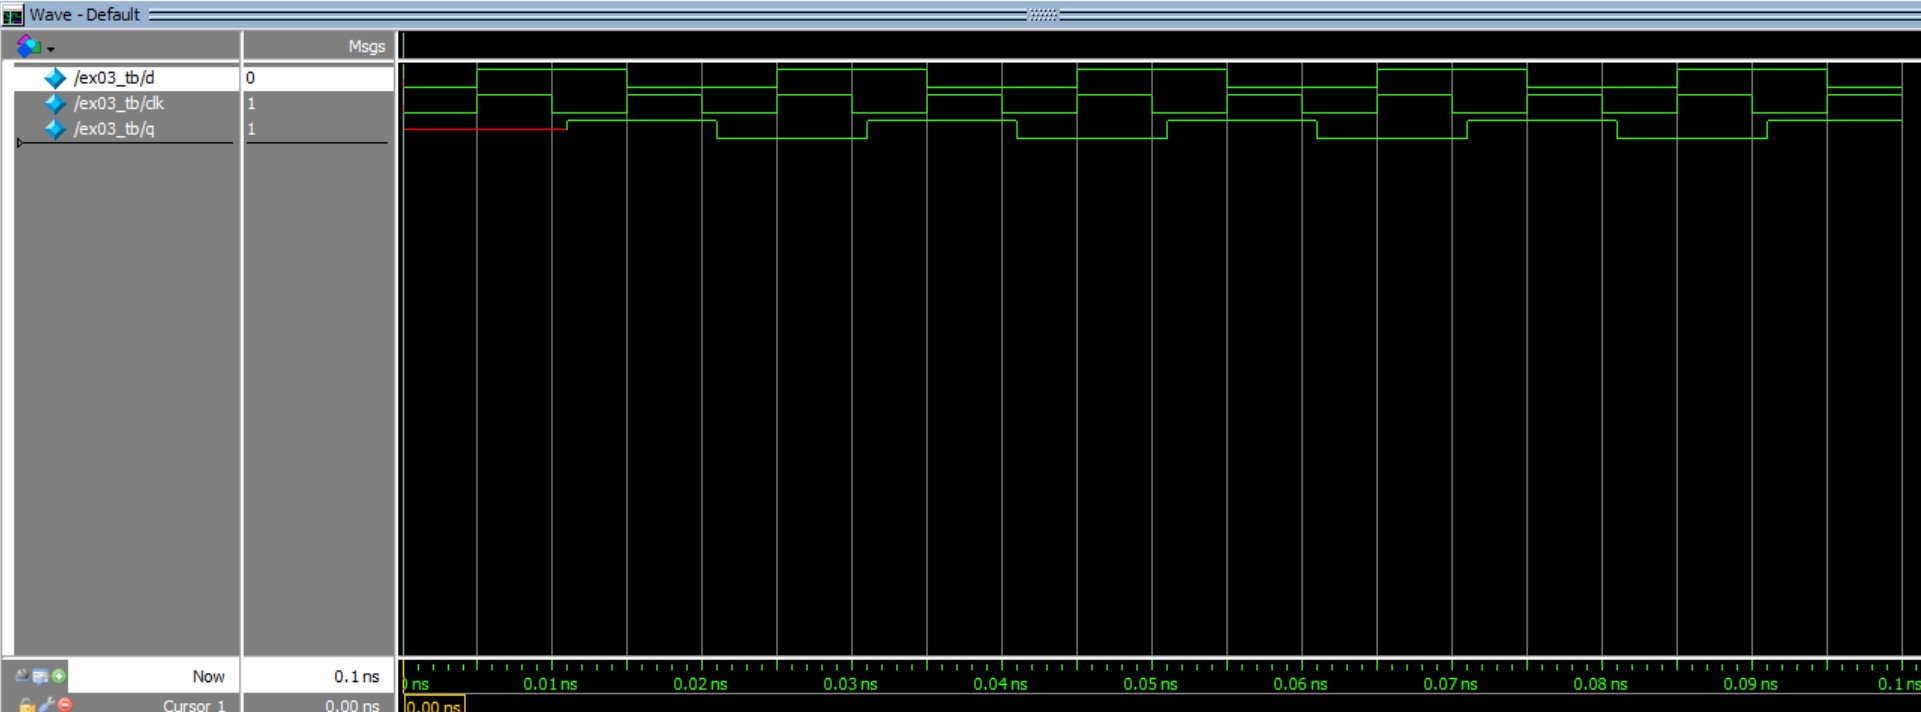 Wave - Default
Msgs
/ex03_tb/d 0
/ex03_tb/clk 1
/ex03_tb/q 1
Now 0.1 ns
0 ns 0.01 ns 0.02 ns 0.03 ns 0.04 ns 0.05 ns 0.06 ns 0.07 ns 0.08 ns 0.09 ns 0.1 ns
Cursor 1 0.00 ns 0.00 ns